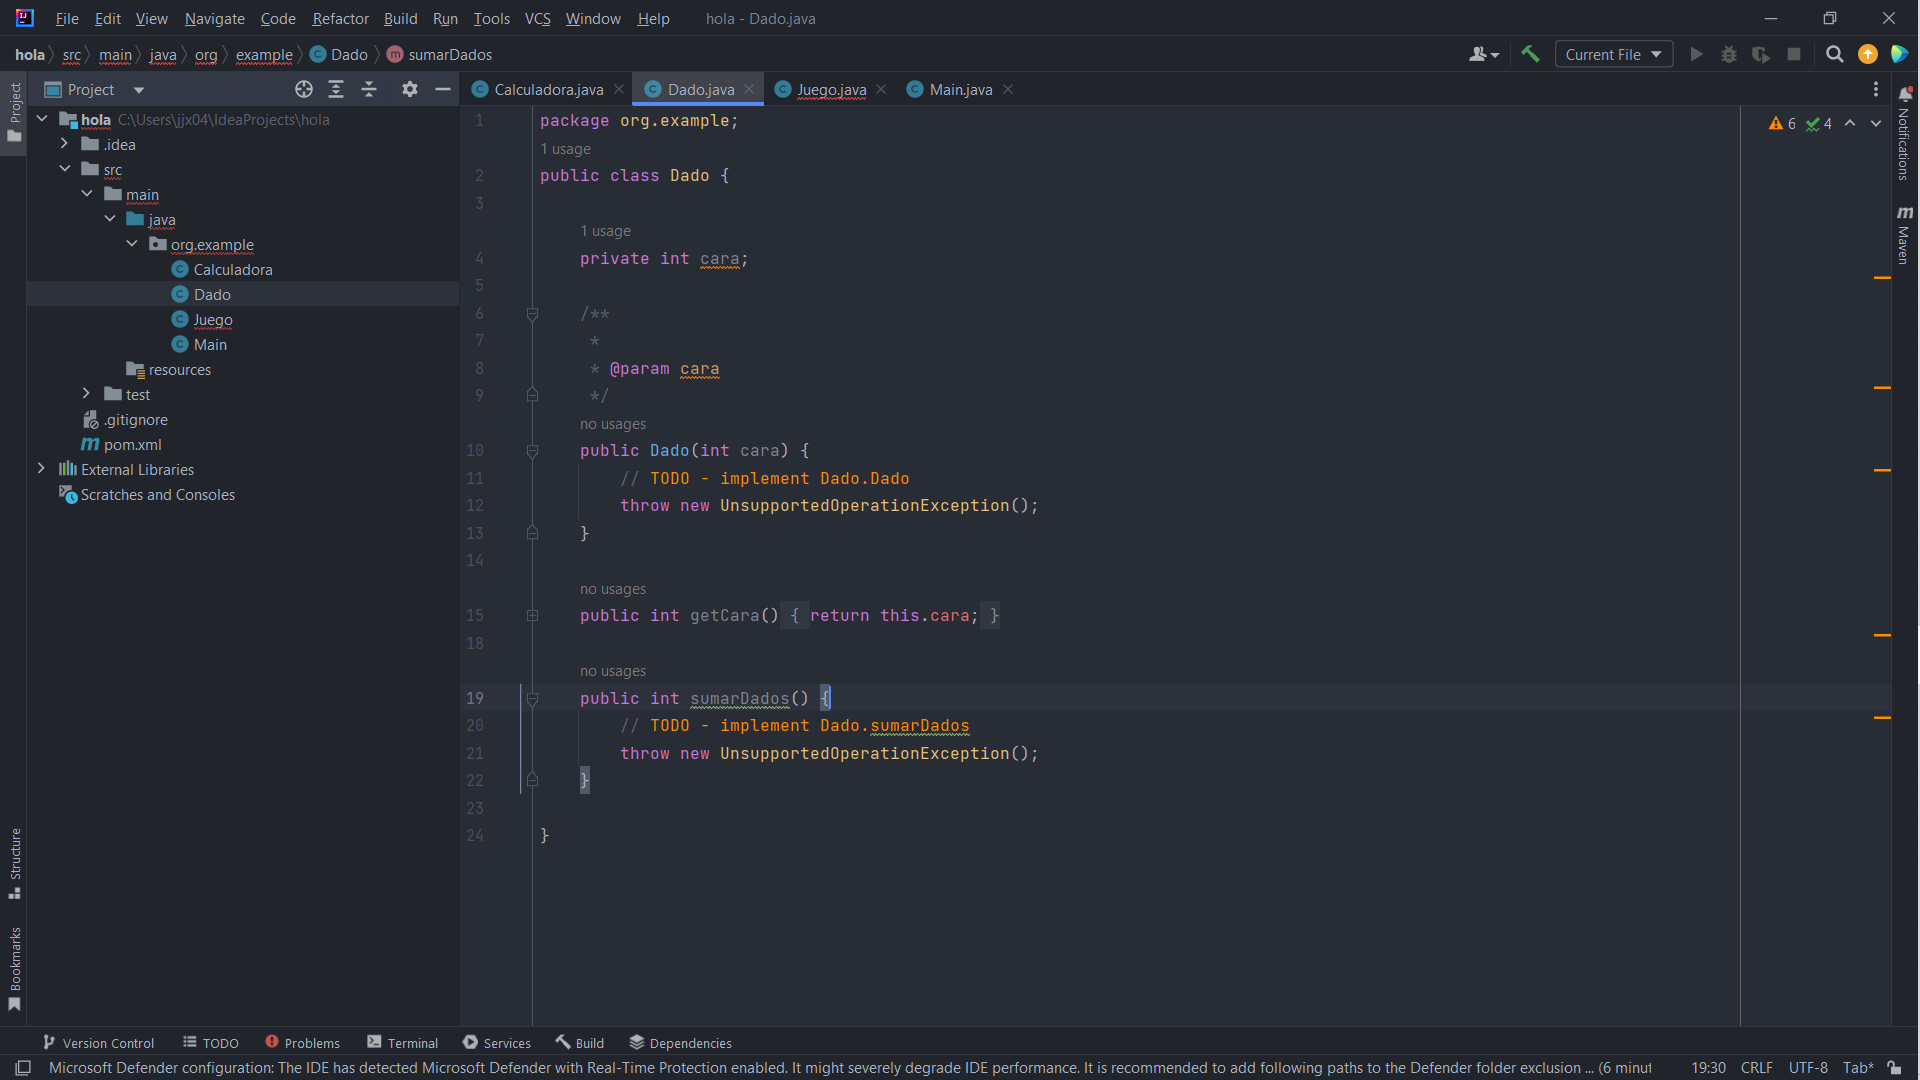 File Edit View Navigate Code Refactor Build Run Tools VCS Window Help hola - Dado.java
hola src main java org example Dado sumarDados
Current File
Project
Calculadora.java Dado.java Juego.java Main.java
hola C:\Users\jjx04\IdeaProjects\hola
.idea
src
main
java
org.example
Calculadora
Dado
Juego
Main
resources
test
.gitignore
pom.xml
External Libraries
Scratches and Consoles
Project
Structure
Bookmarks
1 package org.example;
1 usage
2 public class Dado {
3
1 usage
4 private int cara;
5
6 /**
7 *
8 * @param cara
9 */
no usages
10 public Dado(int cara) {
11 // TODO - implement Dado.Dado
12 throw new UnsupportedOperationException();
13 }
14
no usages
15 public int getCara() { return this.cara; }
18
no usages
19 public int sumarDados() {
20 // TODO - implement Dado.sumarDados
21 throw new UnsupportedOperationException();
22 }
23
24 }
6 4
Notifications
Maven
Version Control TODO Problems Terminal Services Build Dependencies
Microsoft Defender configuration: The IDE has detected Microsoft Defender with Real-Time Protection enabled. It might severely degrade IDE performance. It is recommended to add following paths to the Defender folder exclusion ... (6 minut 19:30 CRLF UTF-8 Tab*